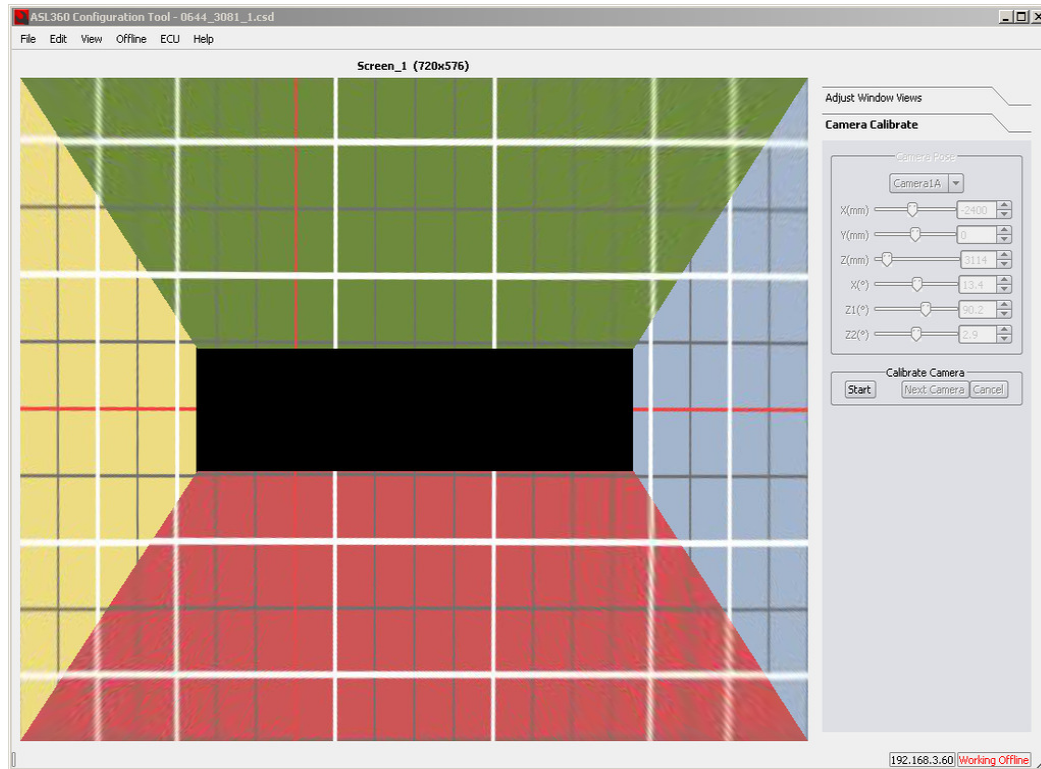 ASL360 Configuration Tool - 0644_3081_1.csd
File Edit View Offline ECU Help
Screen_1 (720x576)
Adjust Window Views
Camera Calibrate
Camera Pose
Camera1A
X(mm) -2400
Y(mm) 0
Z(mm) 3114
X(°) 13.4
Z1(°) 90.2
Z2(°) 2.9
Calibrate Camera
Start Next Camera Cancel
192.168.3.60 Working Offline